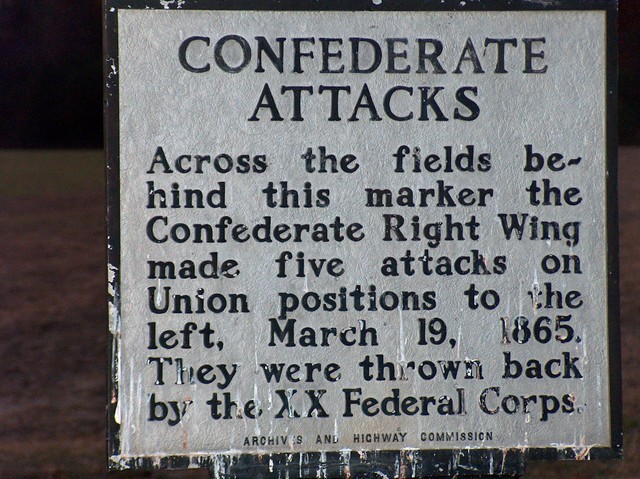 CONFEDERATE
ATTACKS
Across the fields be-
hind this marker the
Confederate Right Wing
made five attacks on
Union positions to the
left, March 19, 1865.
They were thrown back
by the XX Federal Corps.
ARCHIVES AND HIGHWAY COMMISSION